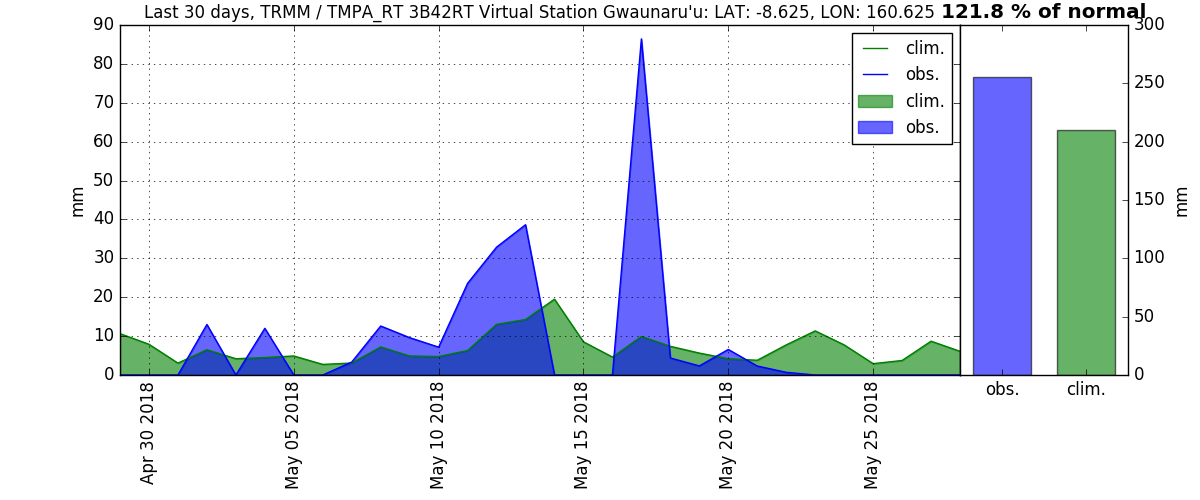 Last 30 days, TRMM / TMPA_RT 3B42RT Virtual Station Gwaunaru'u: LAT: -8.625, LON: 160.625 121.8 % of normal
90
80
70
60
50
40
30
20
10
0
mm
clim.
obs.
clim.
obs.
Apr 30 2018
May 05 2018
May 10 2018
May 15 2018
May 20 2018
May 25 2018
300
250
200
150
100
50
0
mm
obs.
clim.